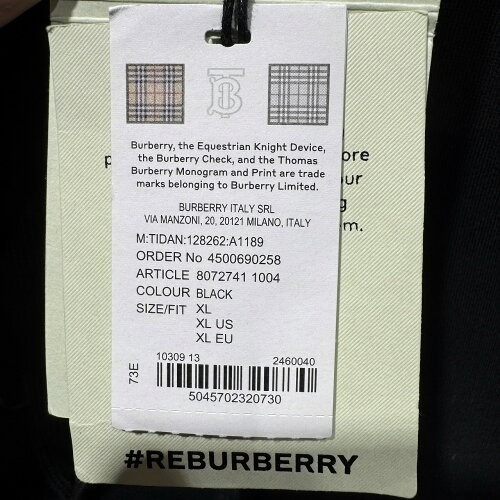 Burberry, the Equestrian Knight Device,
the Burberry Check, and the Thomas
Burberry Monogram and Print are trade
marks belonging to Burberry Limited.
BURBERRY ITALY SRL
VIA MANZONI, 20, 20121 MILANO, ITALY
M:TIDAN:128262:A1189
ORDER No 4500690258
ARTICLE 8072741 1004
COLOUR BLACK
SIZE/FIT XL
XL US
XL EU
73E
10309 13 2460040
5045702320730
#REBURBERRY